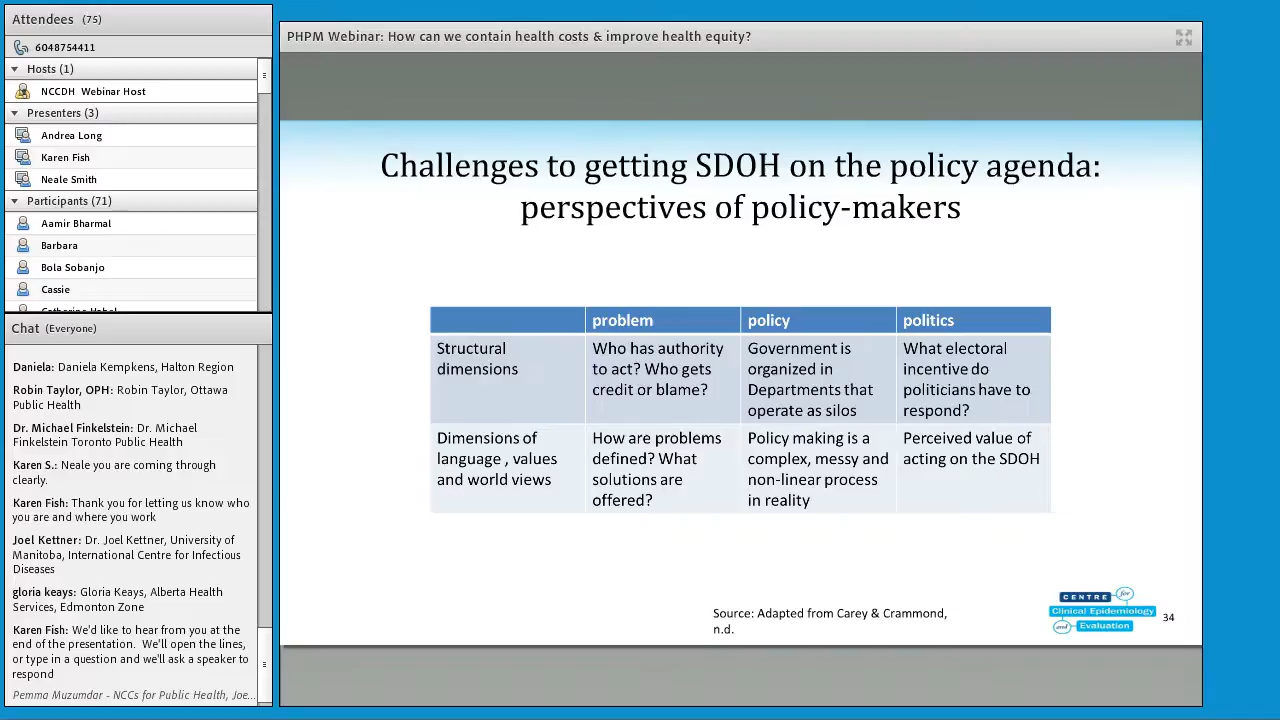 Attendees (75)
6048754411
Hosts (1)
NCCDH Webinar Host
Presenters (3)
Andrea Long
Karen Fish
Neale Smith
Participants (71)
Aamir Bharmal
Barbara
Bola Sobanjo
Cassie
Chat (Everyone)
Daniela: Daniela Kempkens, Halton Region
Robin Taylor, OPH: Robin Taylor, Ottawa
Public Health
Dr. Michael Finkelstein: Dr. Michael
Finkelstein Toronto Public Health
Karen S.: Neale you are coming through
clearly.
Karen Fish: Thank you for letting us know who
you are and where you work
Joel Kettner: Dr. Joel Kettner, University of
Manitoba, International Centre for Infectious
Diseases
gloria keays: Gloria Keays, Alberta Health
Services, Edmonton Zone
Karen Fish: We'd like to hear from you at the
end of the presentation. We'll open the lines,
or type in a question and we'll ask a speaker to
respond
Pemma Muzumdar - NCCs for Public Health, Joe...
PHPM Webinar: How can we contain health costs & improve health equity?
Challenges to getting SDOH on the policy agenda:
perspectives of policy-makers
problem
policy
politics
Structural
dimensions
Who has authority
to act? Who gets
credit or blame?
Government is
organized in
Departments that
operate as silos
What electoral
incentive do
politicians have to
respond?
Dimensions of
language , values
and world views
How are problems
defined? What
solutions are
offered?
Policy making is a
complex, messy and
non-linear process
in reality
Perceived value of
acting on the SDOH
Source: Adapted from Carey & Crammond,
n.d.
CENTRE for
Clinical Epidemiology
and Evaluation
34